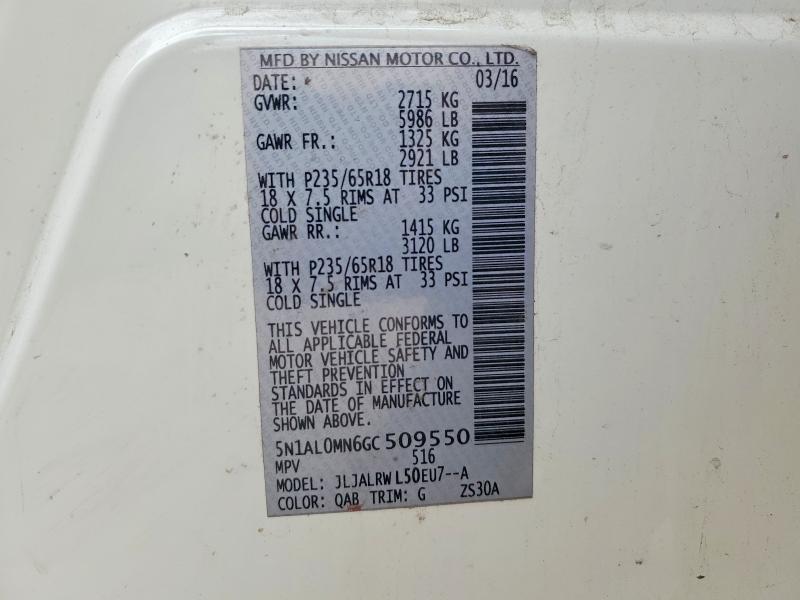 MFD BY NISSAN MOTOR CO., LTD.
DATE: 03/16
GVWR: 2715 KG
5986 LB
GAWR FR.: 1325 KG
2921 LB
WITH P235/65R18 TIRES
18 X 7.5 RIMS AT 33 PSI
COLD SINGLE
GAWR RR.: 1415 KG
3120 LB
WITH P235/65R18 TIRES
18 X 7.5 RIMS AT 33 PSI
COLD SINGLE
THIS VEHICLE CONFORMS TO
ALL APPLICABLE FEDERAL
MOTOR VEHICLE SAFETY AND
THEFT PREVENTION
STANDARDS IN EFFECT ON
THE DATE OF MANUFACTURE
SHOWN ABOVE.
5N1AL0MN6GC509550
MPV 516
MODEL: JLJALRWL50EU7--A
COLOR: QAB TRIM: G ZS30A